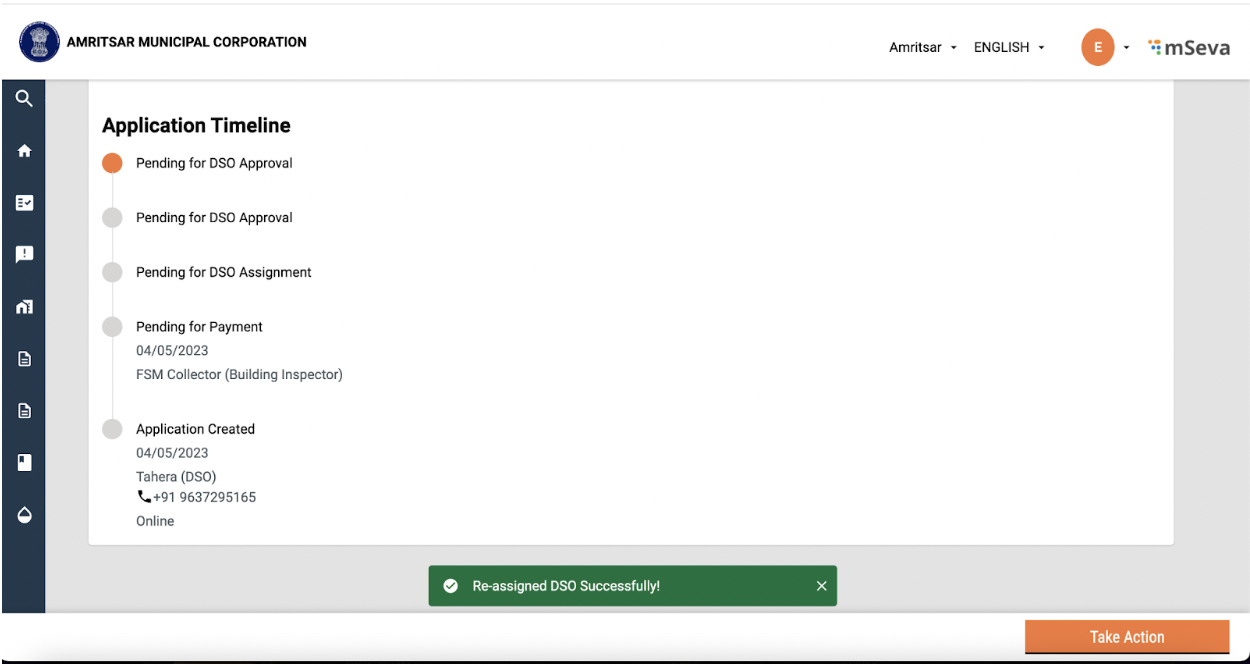 AMRITSAR MUNICIPAL CORPORATION
Amritsar
ENGLISH
E
mSeva
Application Timeline
Pending for DSO Approval
Pending for DSO Approval
Pending for DSO Assignment
Pending for Payment
04/05/2023
FSM Collector (Building Inspector)
Application Created
04/05/2023
Tahera (DSO)
+91 9637295165
Online
Re-assigned DSO Successfully!
Take Action